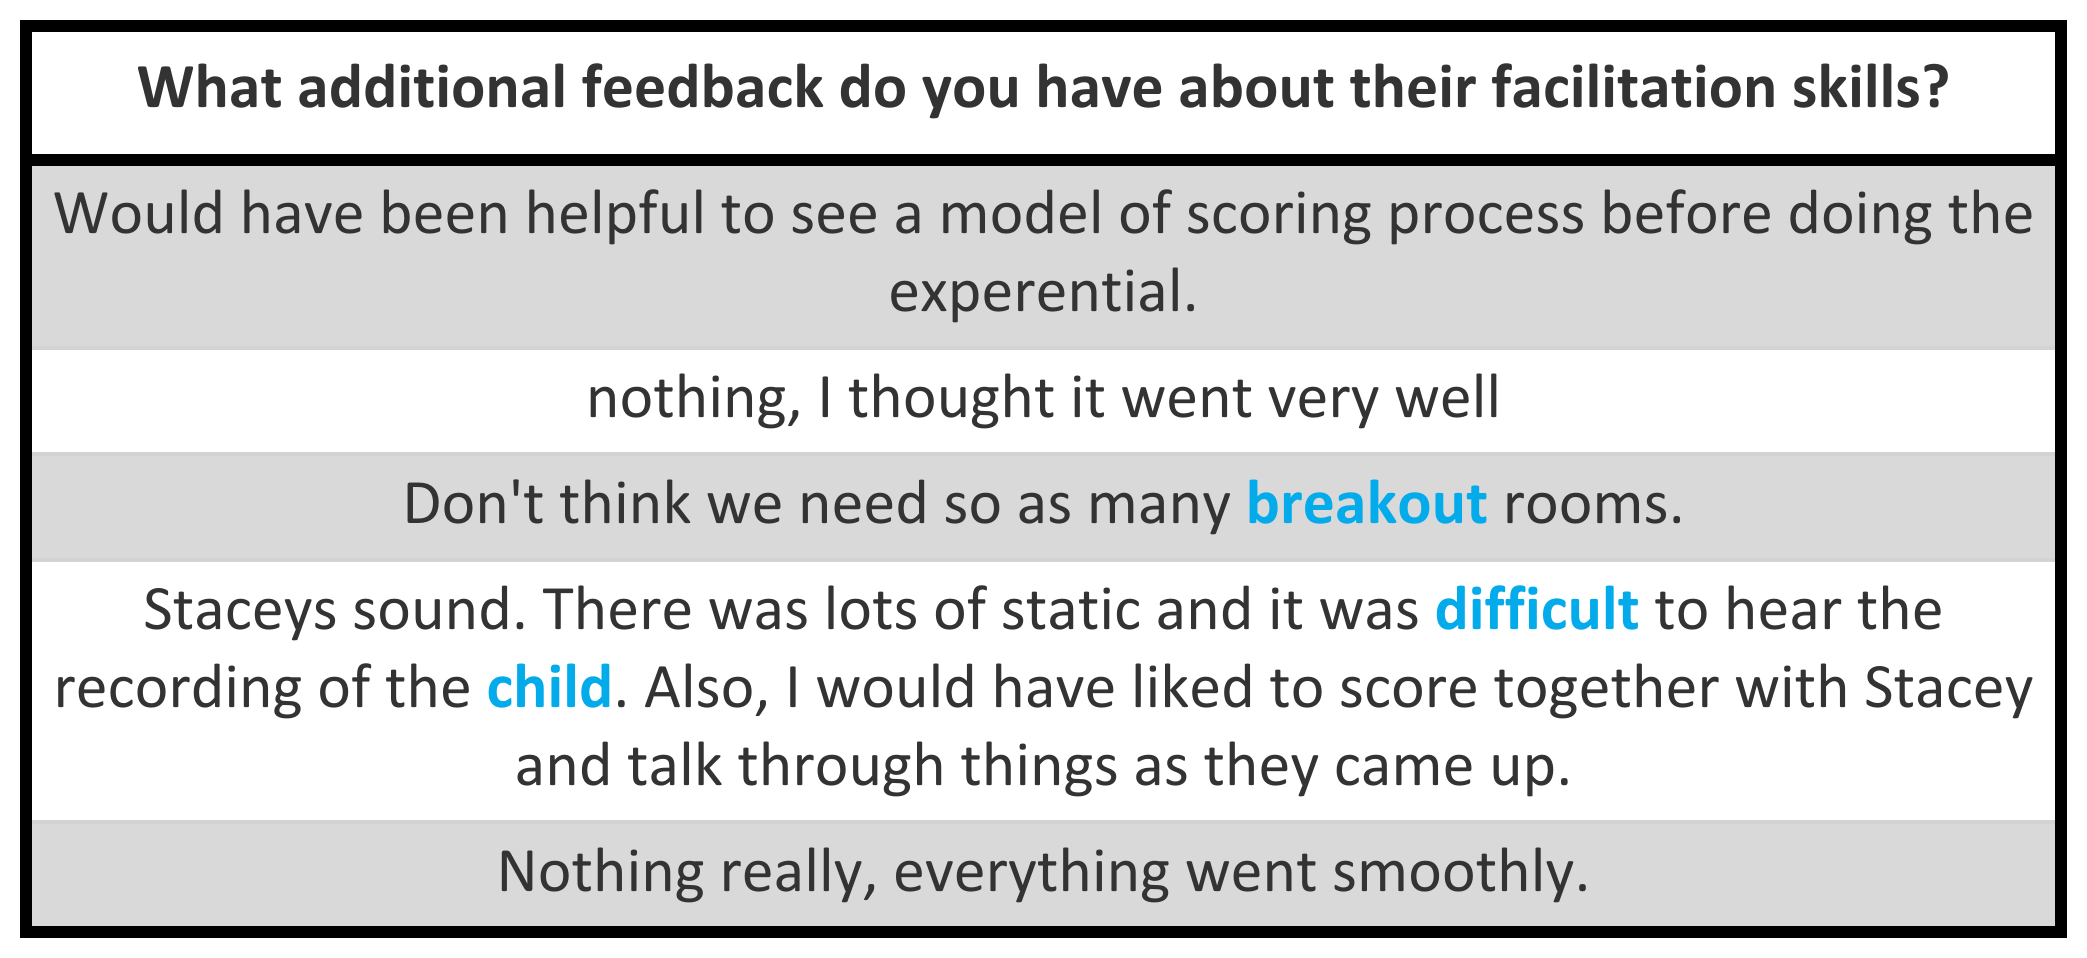 What additional feedback do you have about their facilitation skills?
Would have been helpful to see a model of scoring process before doing the
experential.
nothing, I thought it went very well
Don't think we need so as many breakout rooms.
Staceys sound. There was lots of static and it was difficult to hear the
recording of the child. Also, I would have liked to score together with Stacey
and talk through things as they came up.
Nothing really, everything went smoothly.